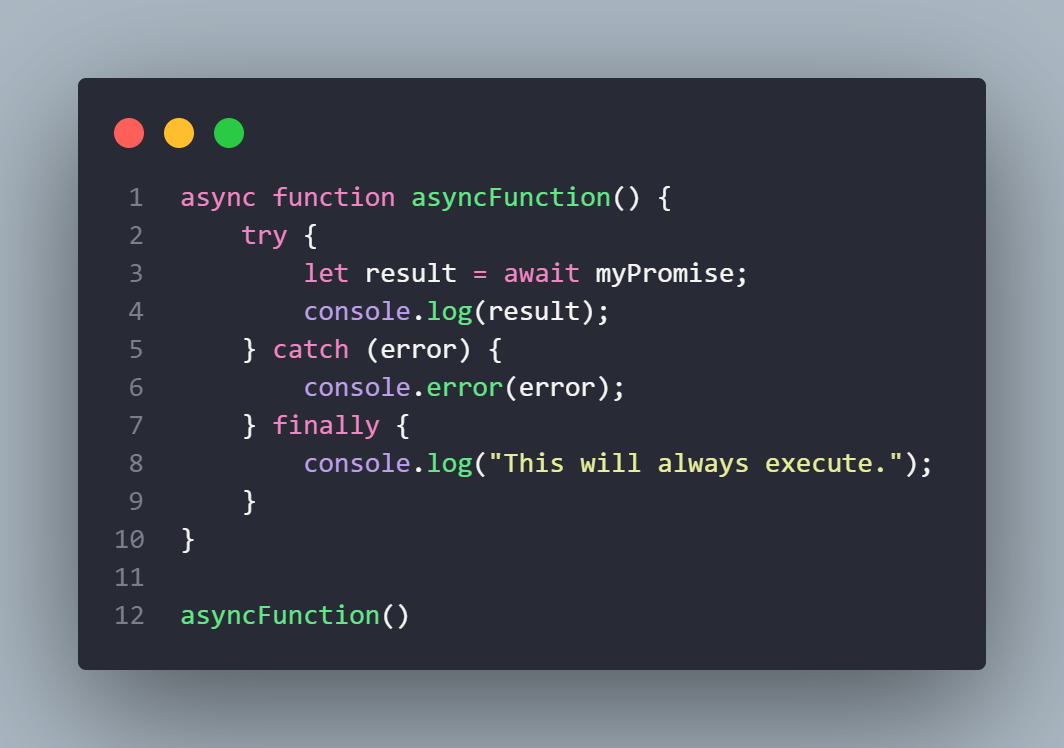 1 async function asyncFunction() {
2     try {
3         let result = await myPromise;
4         console.log(result);
5     } catch (error) {
6         console.error(error);
7     } finally {
8         console.log("This will always execute.");
9     }
10 }
11
12 asyncFunction()